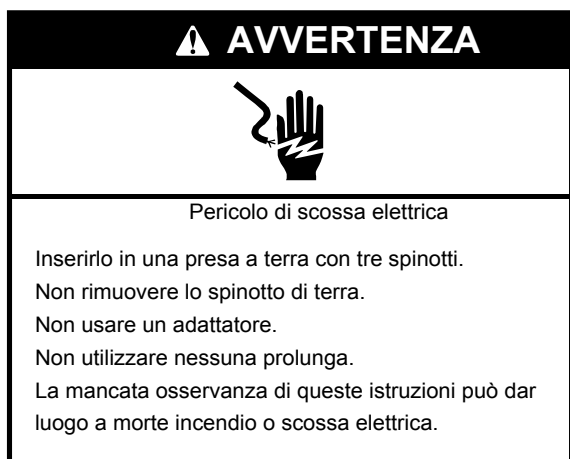 AVVERTENZA
Pericolo di scossa elettrica
Inserirlo in una presa a terra con tre spinotti.
Non rimuovere lo spinotto di terra.
Non usare un adattatore.
Non utilizzare nessuna prolunga.
La mancata osservanza di queste istruzioni può dar
luogo a morte incendio o scossa elettrica.